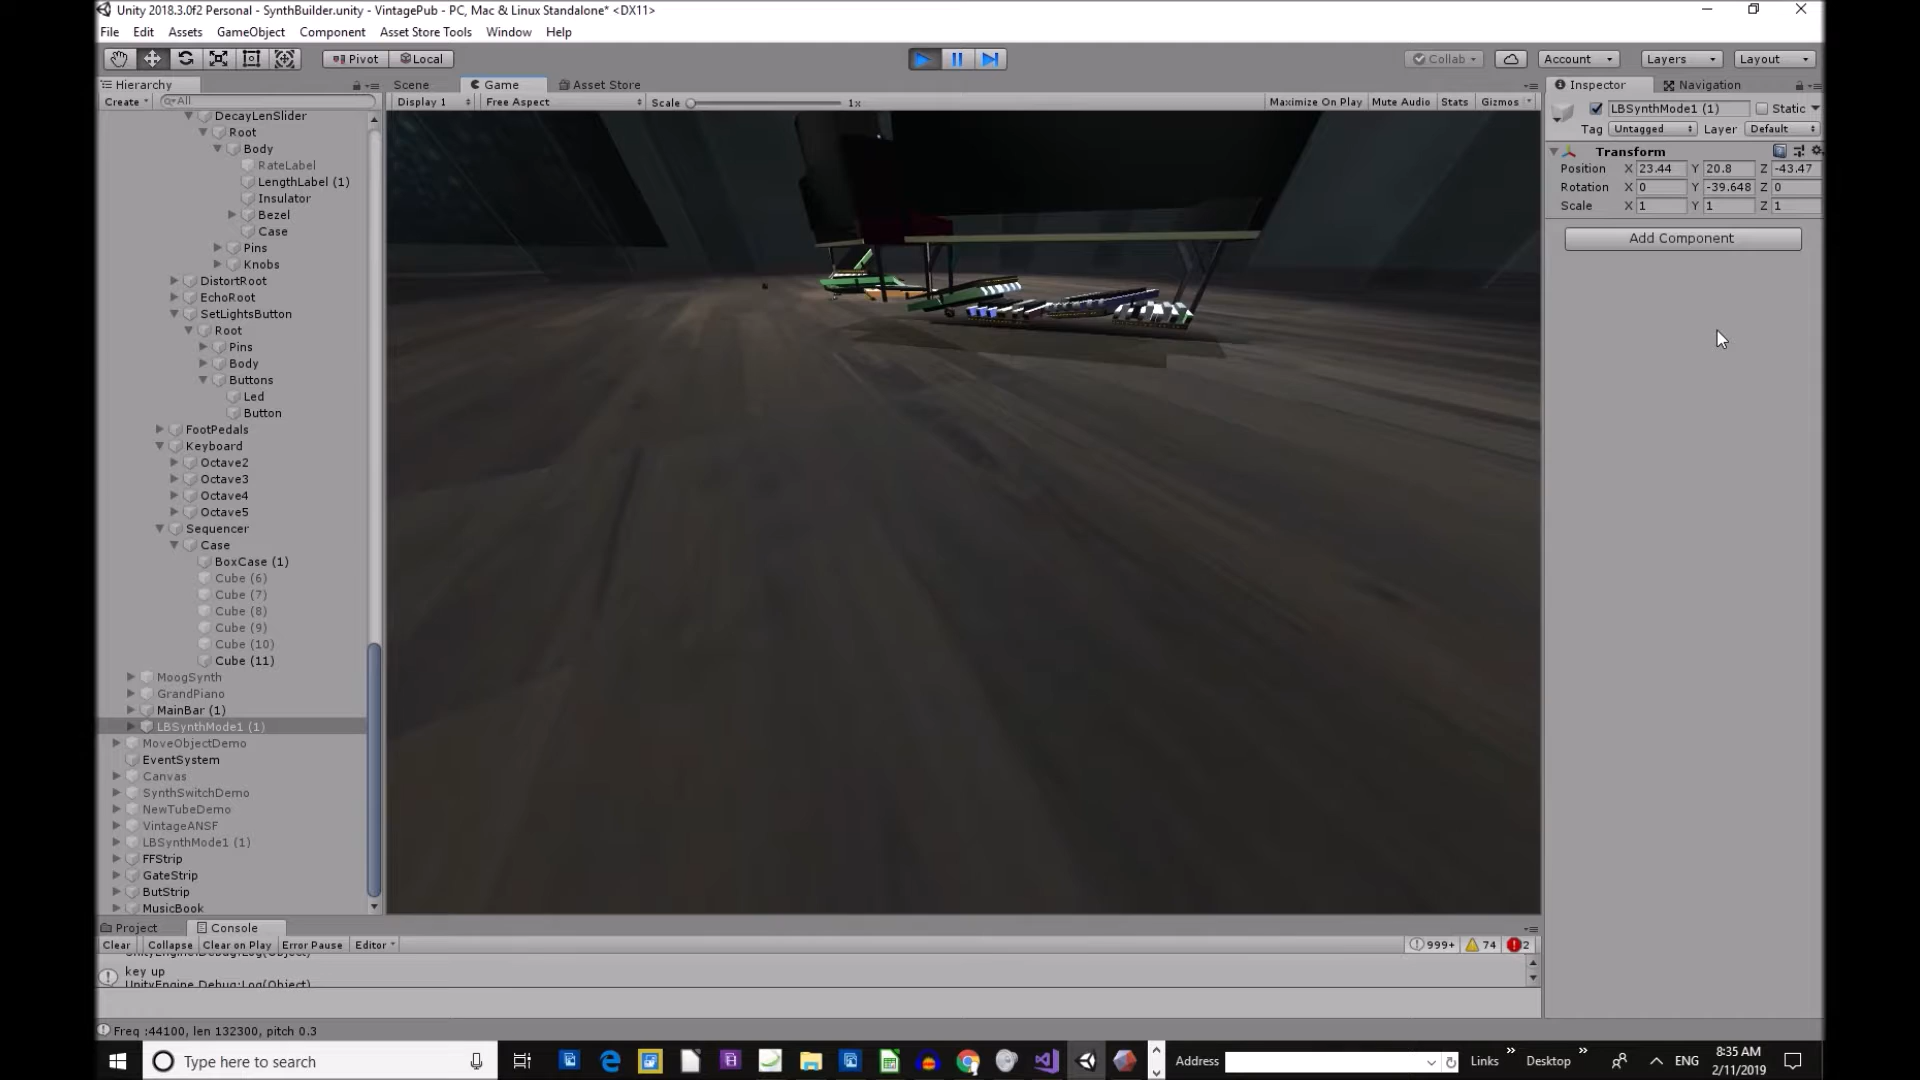 Unity 2018.3.0f2 Personal - SynthBuilder.unity - VintagePub - PC, Mac & Linux Standalone* <DX11>
File Edit Assets GameObject Component Asset Store Tools Window Help
Pivot Local Collab Account Layers Layout
Hierarchy Scene Game Asset Store Inspector Navigation
Create All Display 1 Free Aspect Scale 1x Maximize On Play Mute Audio Stats Gizmos
LBSynthMode1 (1) Static
Tag Untagged Layer Default
Transform
Position X 23.44 Y 20.8 Z -43.47
Rotation X 0 Y -39.648 Z 0
Scale X 1 Y 1 Z 1
Add Component
DecayLenSlider
Root
Body
RateLabel
LengthLabel (1)
Insulator
Bezel
Case
Pins
Knobs
DistortRoot
EchoRoot
SetLightsButton
Root
Pins
Body
Buttons
Led
Button
FootPedals
Keyboard
Octave2
Octave3
Octave4
Octave5
Sequencer
Case
BoxCase (1)
Cube (6)
Cube (7)
Cube (8)
Cube (9)
Cube (10)
Cube (11)
MoogSynth
GrandPiano
MainBar (1)
LBSynthMode1 (1)
MoveObjectDemo
EventSystem
Canvas
SynthSwitchDemo
NewTubeDemo
VintageANSF
LBSynthMode1 (1)
FFStrip
GateStrip
ButStrip
MusicBook
Project Console
Clear Collapse Clear on Play Error Pause Editor 999+ 74 2
UnityEngine.Debug:Log(Object)
key up
UnityEngine.Debug:Log(Object)
Freq :44100, len 132300, pitch 0.3
Type here to search Address Links Desktop ENG 8:35 AM
2/11/2019